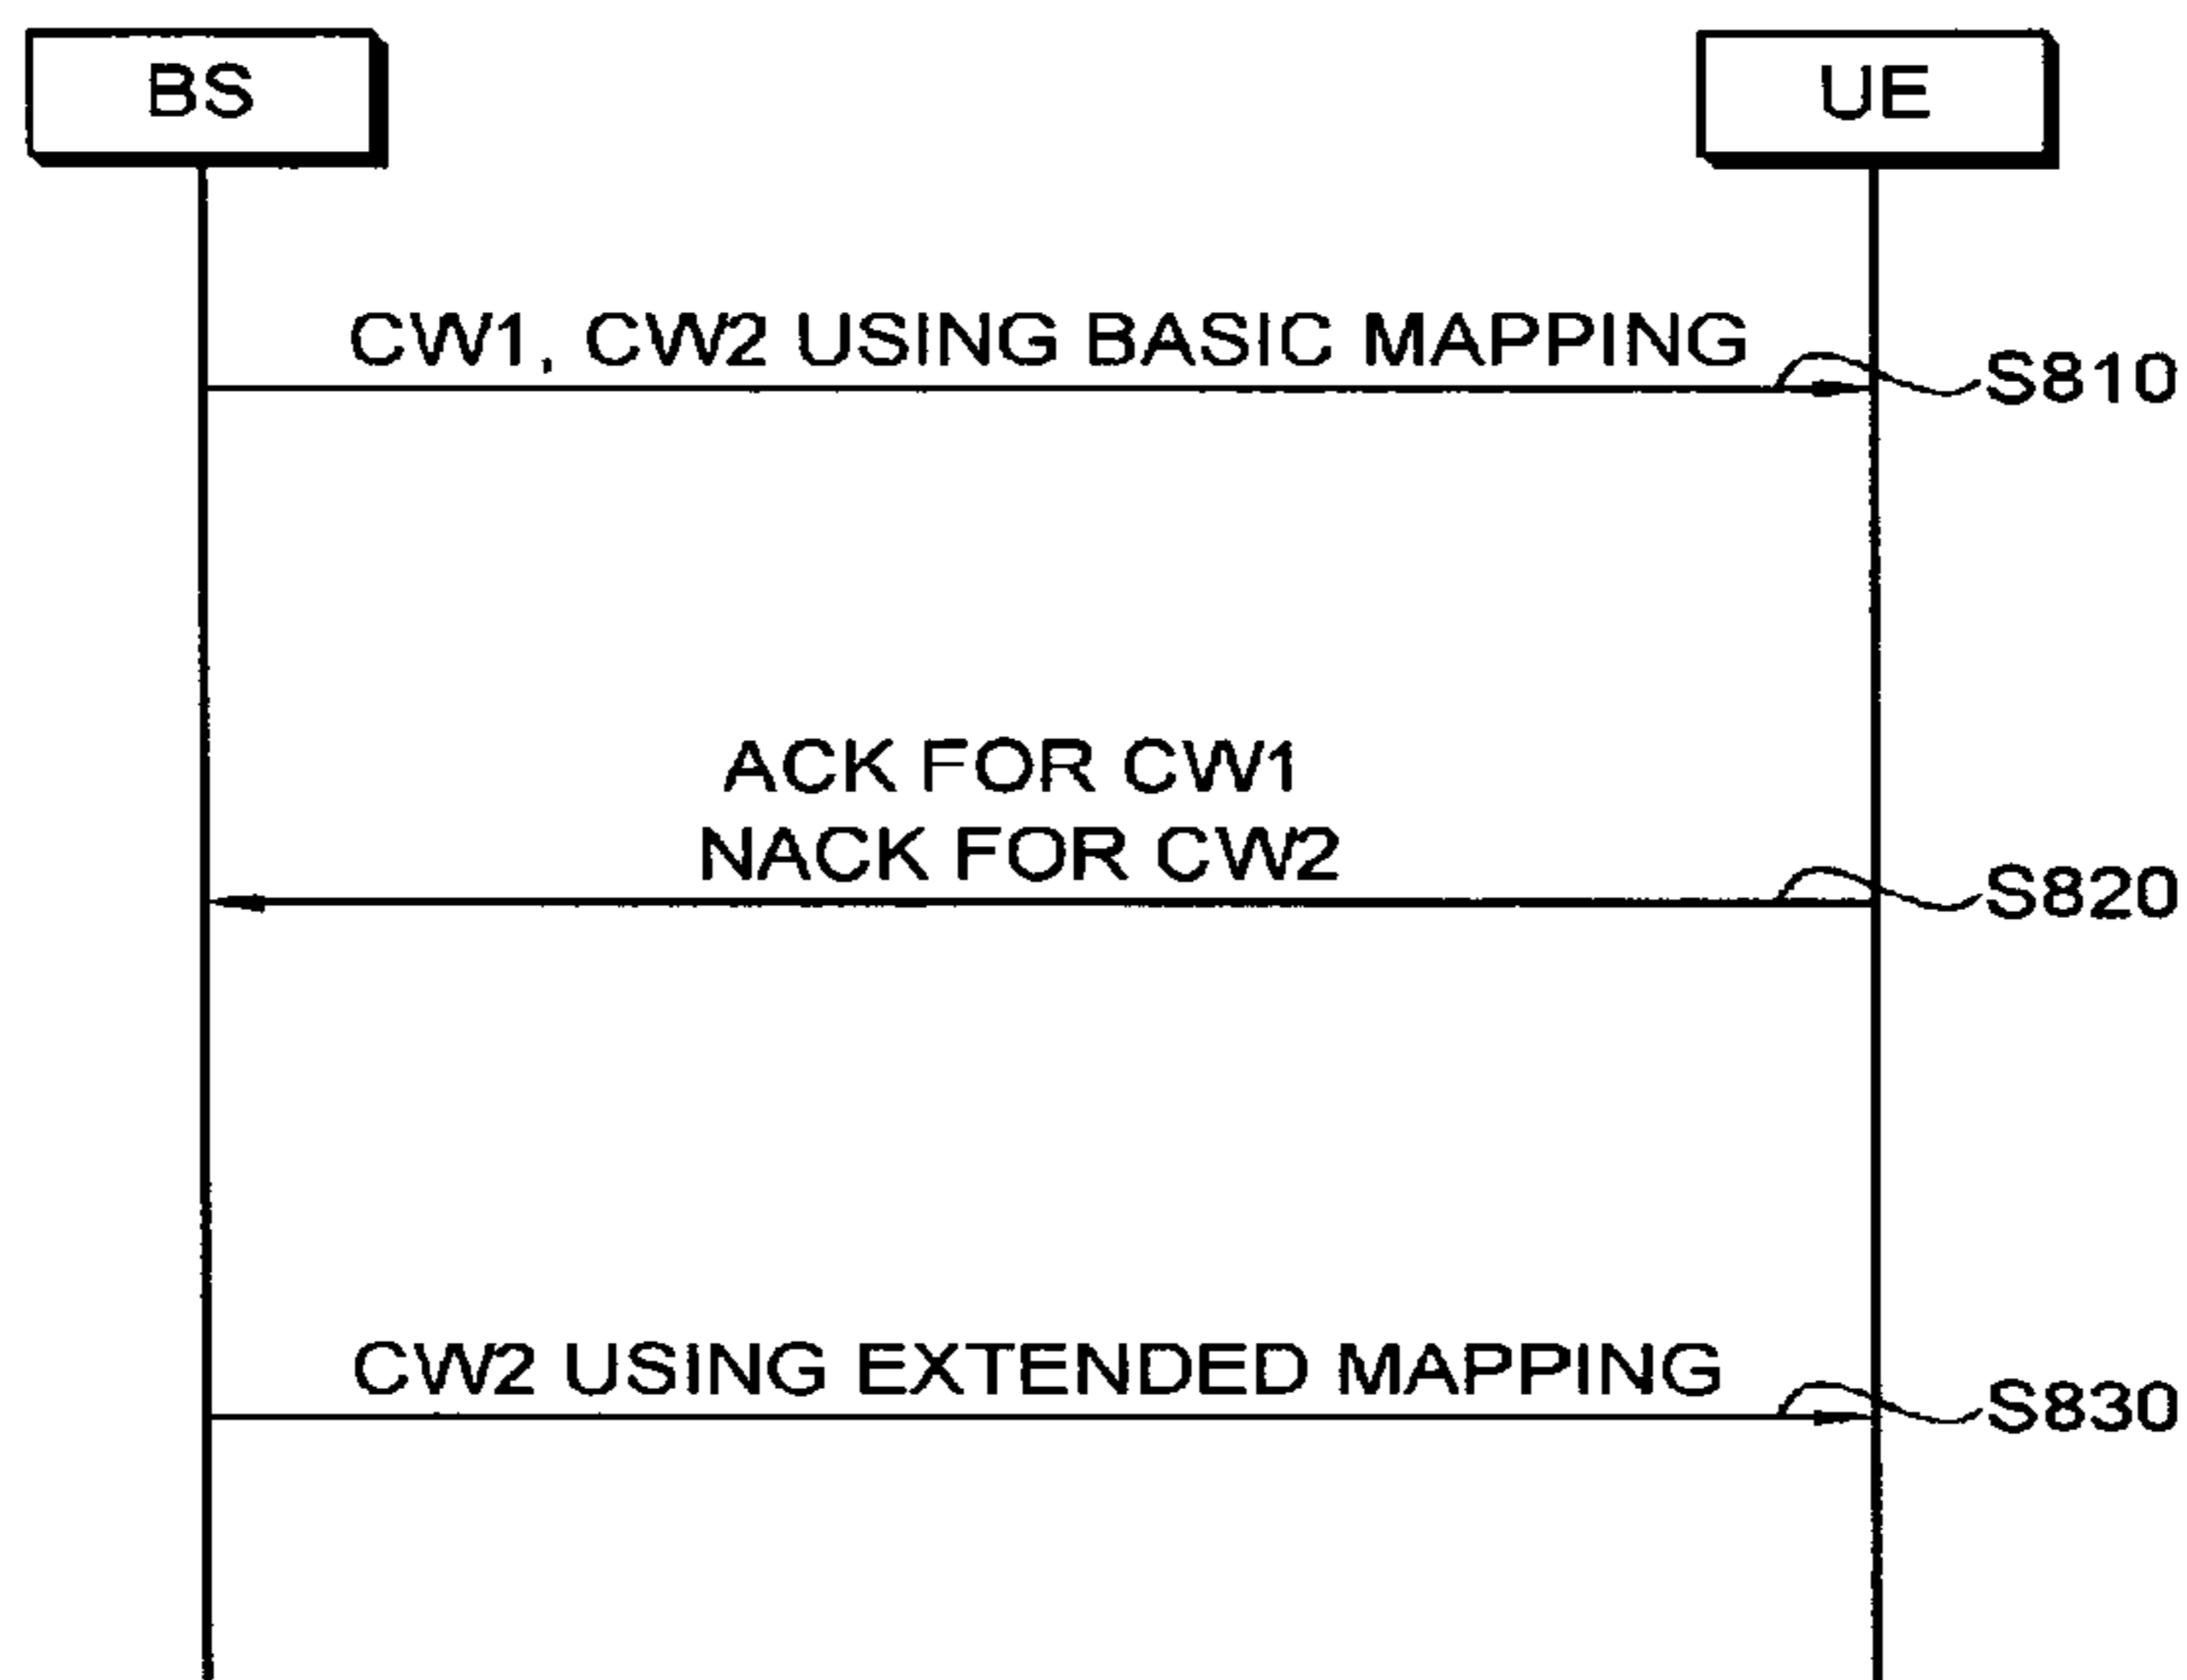 BS
UE
CW1, CW2 USING BASIC MAPPING
S810
ACK FOR CW1
NACK FOR CW2
S820
CW2 USING EXTENDED MAPPING
S830